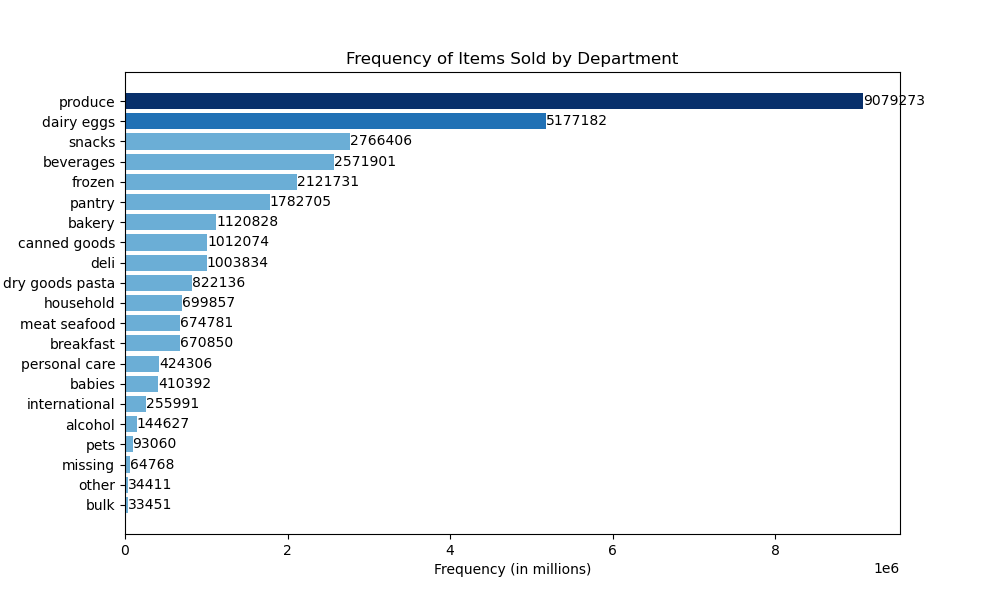 Frequency of Items Sold by Department
produce 9079273
dairy eggs 5177182
snacks 2766406
beverages 2571901
frozen 2121731
pantry 1782705
bakery 1120828
canned goods 1012074
deli 1003834
dry goods pasta 822136
household 699857
meat seafood 674781
breakfast 670850
personal care 424306
babies 410392
international 255991
alcohol 144627
pets 93060
missing 64768
other 34411
bulk 33451
0 2 4 6 8
1e6
Frequency (in millions)